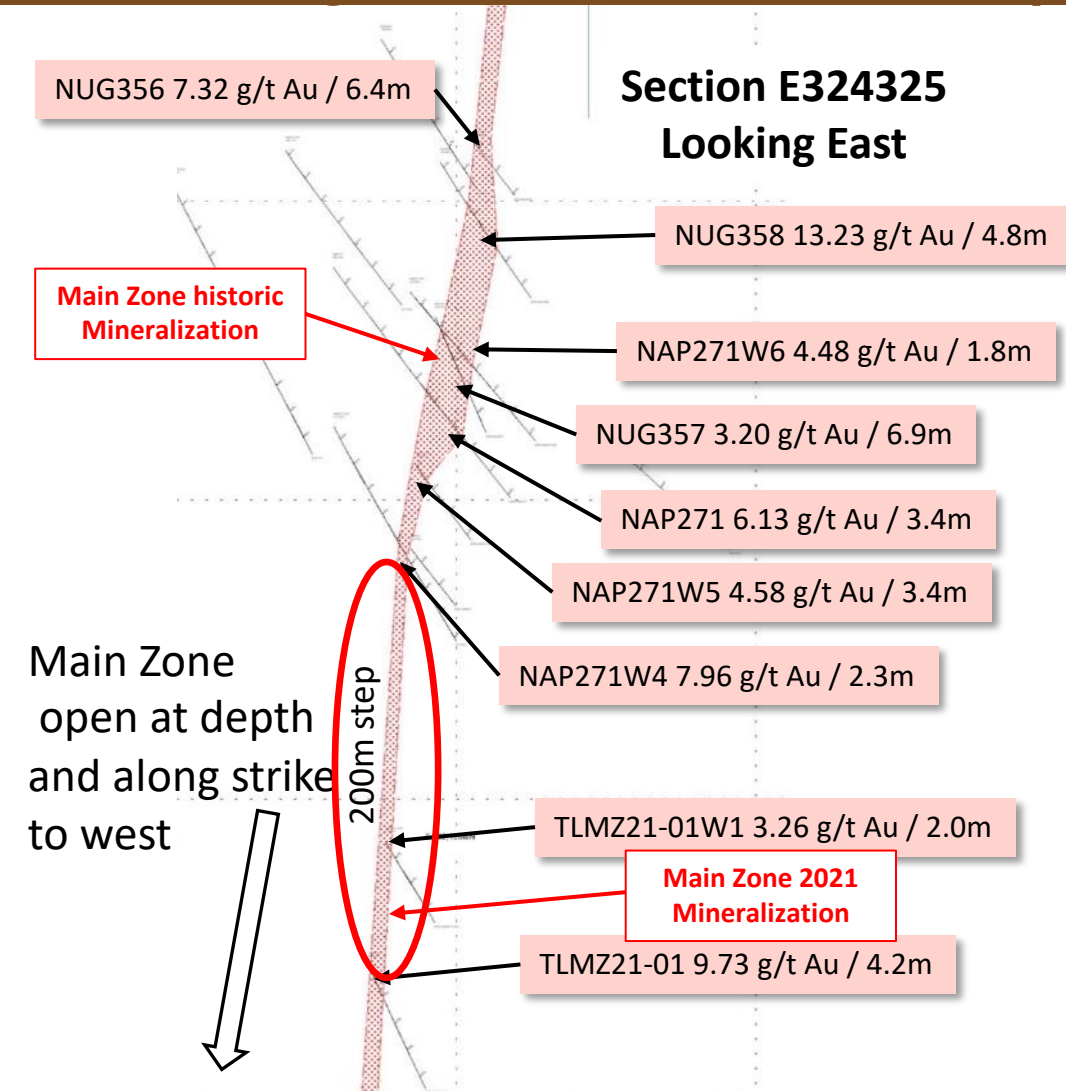 Section E324325
Looking East
NUG356 7.32 g/t Au / 6.4m
NUG358 13.23 g/t Au / 4.8m
Main Zone historic
Mineralization
NAP271W6 4.48 g/t Au / 1.8m
NUG357 3.20 g/t Au / 6.9m
NAP271 6.13 g/t Au / 3.4m
NAP271W5 4.58 g/t Au / 3.4m
NAP271W4 7.96 g/t Au / 2.3m
Main Zone
open at depth
and along strike
to west
200m step
TLMZ21-01W1 3.26 g/t Au / 2.0m
Main Zone 2021
Mineralization
TLMZ21-01 9.73 g/t Au / 4.2m